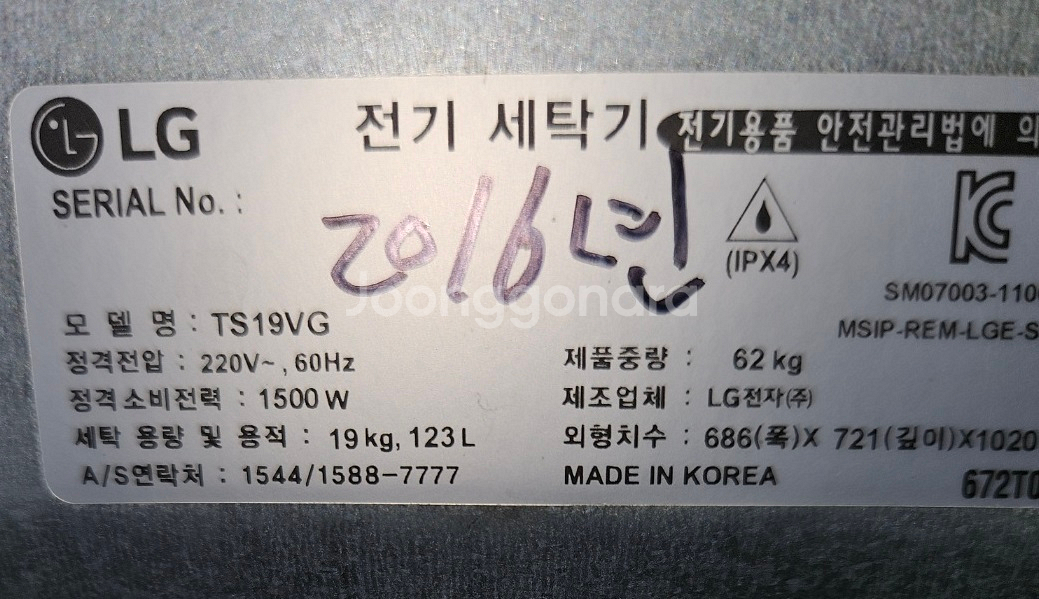 LG 전기 세탁기 전기용품 안전관리법에 의
SERIAL No. :
2016년
(IPX4)
SM07003-110
MSIP-REM-LGE-S
모 델 명 : TS19VG
정격전압 : 220V~, 60Hz
제품중량 : 62 kg
정격소비전력 : 1500 W
제조업체 : LG전자(주)
세탁 용량 및 용적 : 19 kg, 123 L
외형치수 : 686(폭)X 721(깊이)X1020
A/S연락처 : 1544/1588-7777
MADE IN KOREA
672T0
Joonggonara